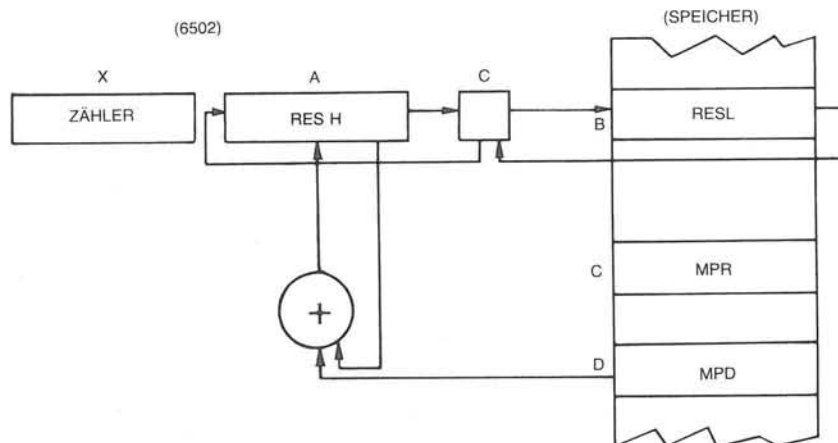 (SPEICHER)
(6502)
X
A
C
ZÄHLER
RES H
B
RESL
C
MPR
+
D
MPD